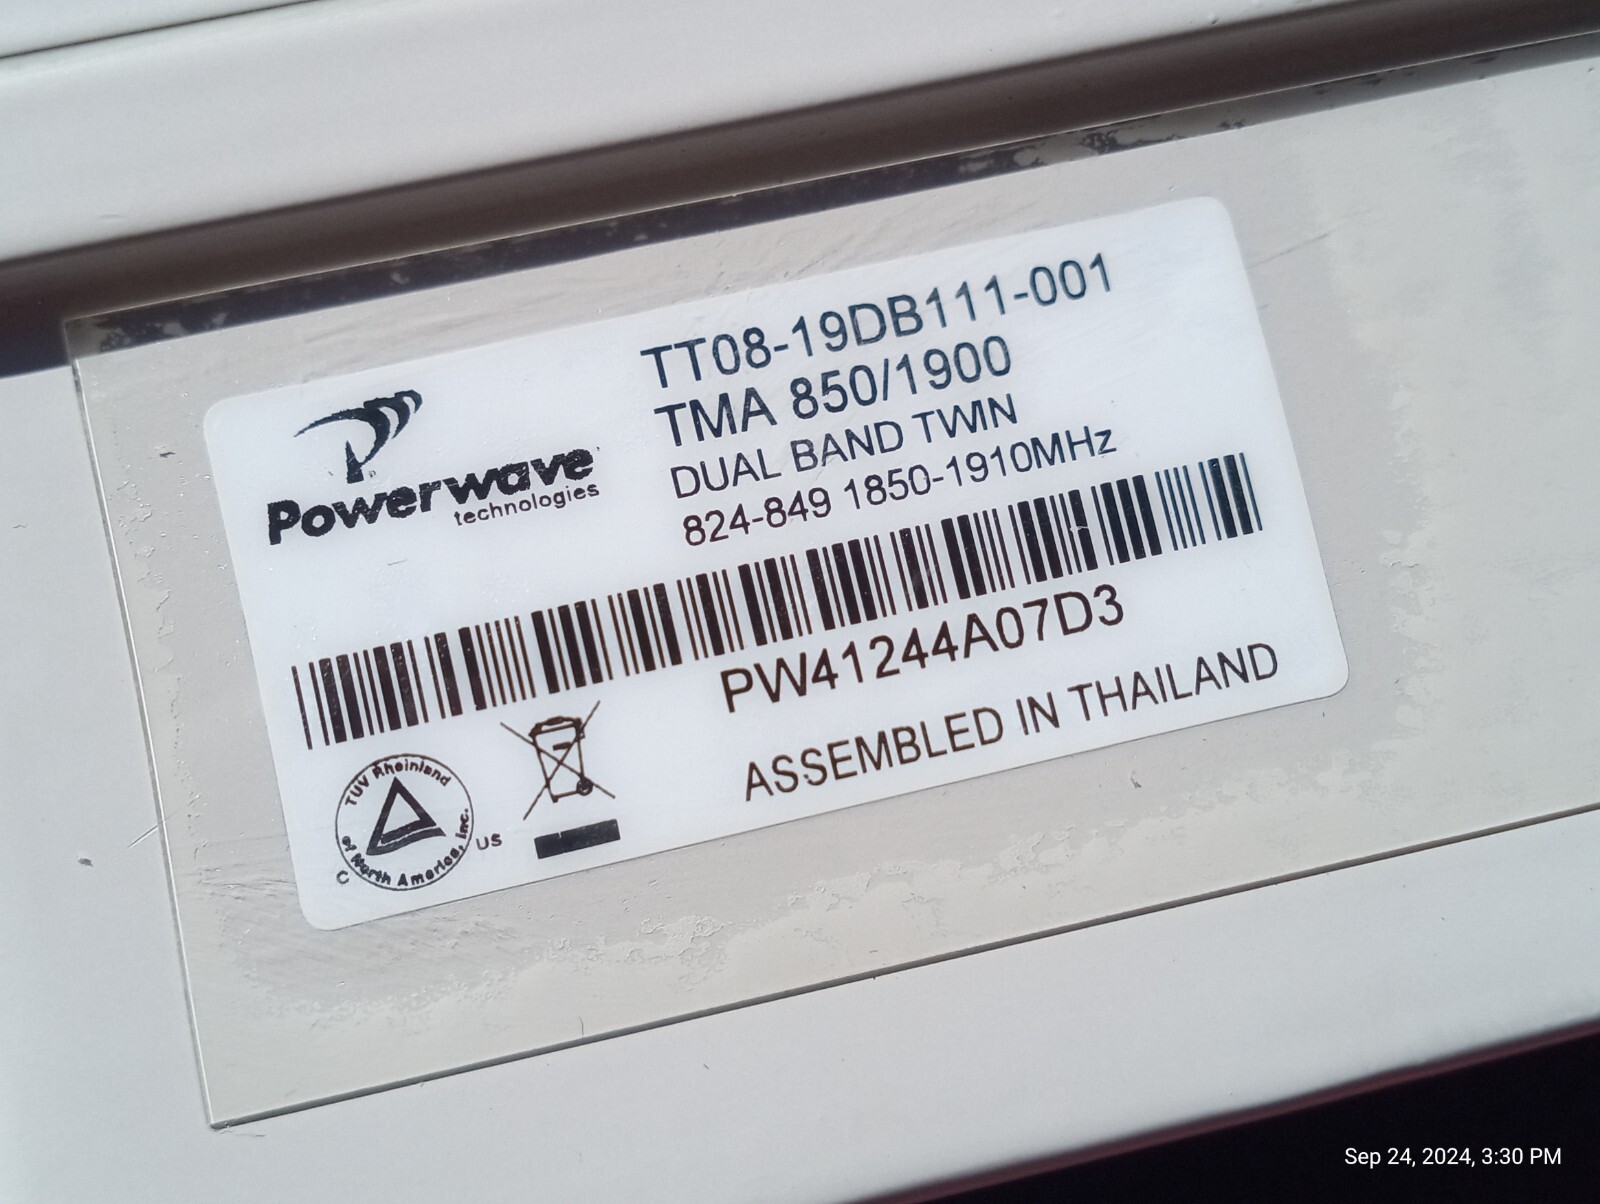 TT08-19DB111-001
TMA 850/1900
DUAL BAND TWIN
824-849 1850-1910MHz
Powerwave
technologies
PW41244A07D3
ASSEMBLED IN THAILAND
TUV Rheinland
of North America, Inc.
C US
Sep 24, 2024, 3:30 PM